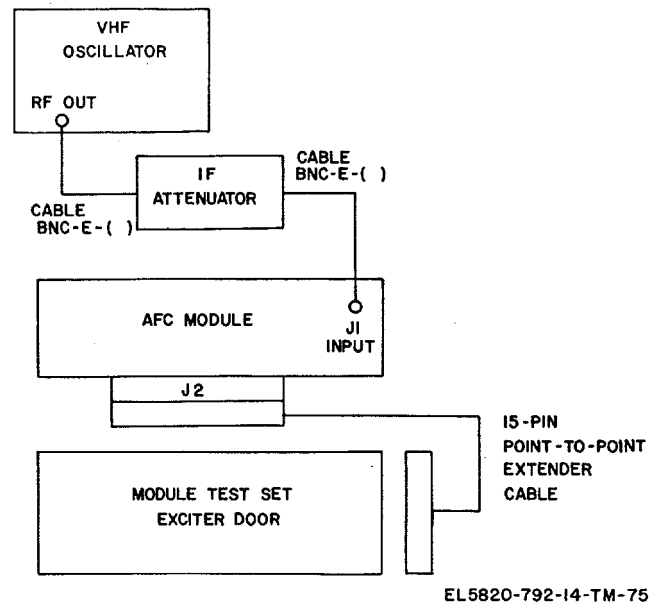 VHF
OSCILLATOR
RF OUT
CABLE
BNC-E-( )
IF
ATTENUATOR
CABLE
BNC-E-( )
AFC MODULE
J1
INPUT
J2
15-PIN
POINT-TO-POINT
EXTENDER
CABLE
MODULE TEST SET
EXCITER DOOR
EL5820-792-14-TM-75